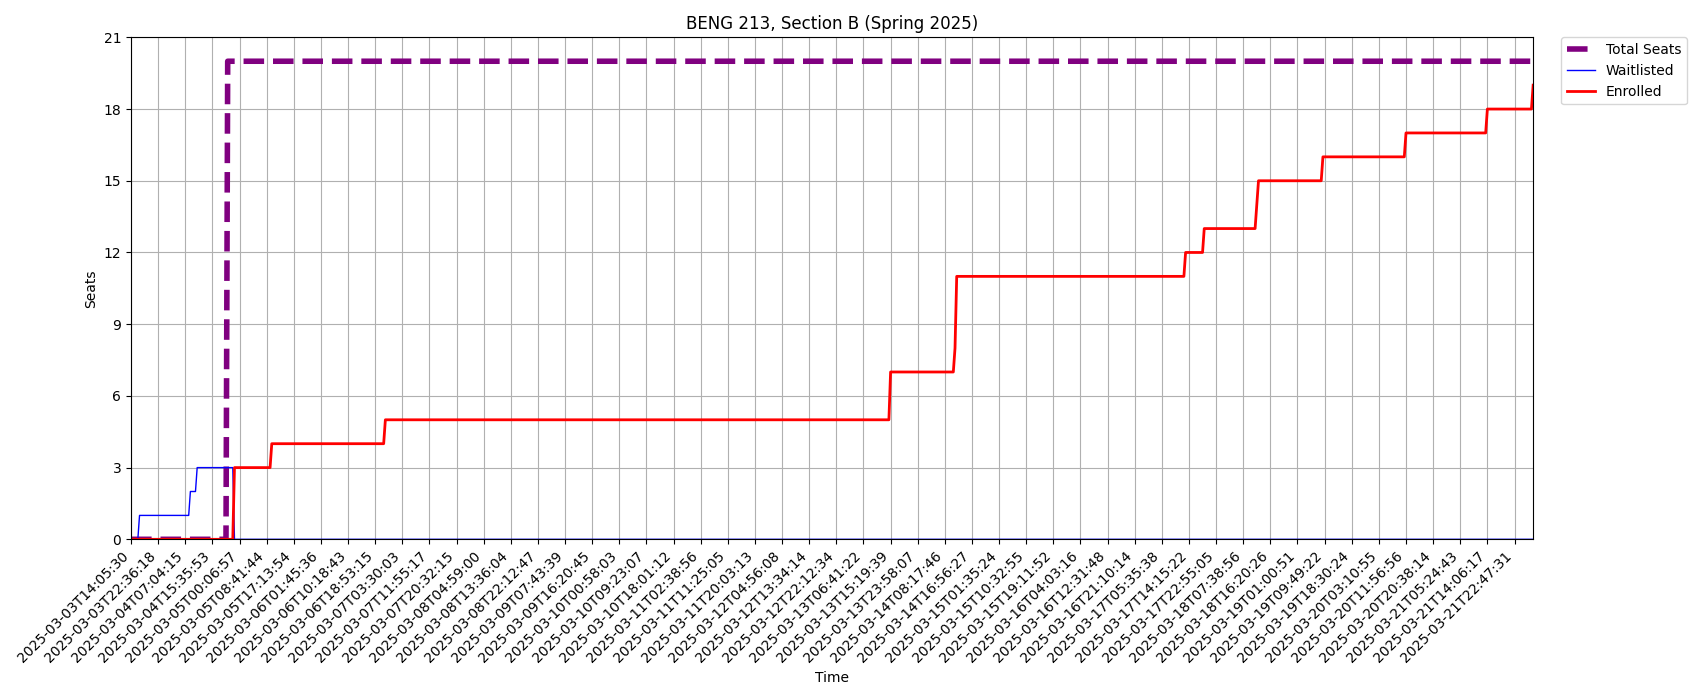 BENG 213, Section B (Spring 2025)
Total Seats
Waitlisted
Enrolled
21
18
15
12
9
6
3
0
Seats
2025-03-03T14:05:30
2025-03-03T22:36:18
2025-03-04T07:04:15
2025-03-04T15:35:53
2025-03-05T00:06:57
2025-03-05T08:41:44
2025-03-05T17:13:54
2025-03-06T01:45:36
2025-03-06T10:18:43
2025-03-06T18:53:15
2025-03-07T03:30:03
2025-03-07T11:55:17
2025-03-07T20:32:15
2025-03-08T04:59:00
2025-03-08T13:36:04
2025-03-08T22:12:47
2025-03-09T07:43:39
2025-03-09T16:20:45
2025-03-10T00:58:03
2025-03-10T09:23:07
2025-03-10T18:01:12
2025-03-11T02:38:56
2025-03-11T11:25:05
2025-03-11T20:03:13
2025-03-12T04:56:08
2025-03-12T13:34:14
2025-03-12T22:12:34
2025-03-13T06:41:22
2025-03-13T15:19:39
2025-03-13T23:58:07
2025-03-14T08:17:46
2025-03-14T16:56:27
2025-03-15T01:35:24
2025-03-15T10:32:55
2025-03-15T19:11:52
2025-03-16T04:03:16
2025-03-16T12:31:48
2025-03-16T21:10:14
2025-03-17T05:35:38
2025-03-17T14:15:22
2025-03-17T22:55:05
2025-03-18T07:38:56
2025-03-18T16:20:26
2025-03-19T01:00:51
2025-03-19T09:49:22
2025-03-19T18:30:24
2025-03-20T03:10:55
2025-03-20T11:56:56
2025-03-20T20:38:14
2025-03-21T05:24:43
2025-03-21T14:06:17
2025-03-21T22:47:31
Time